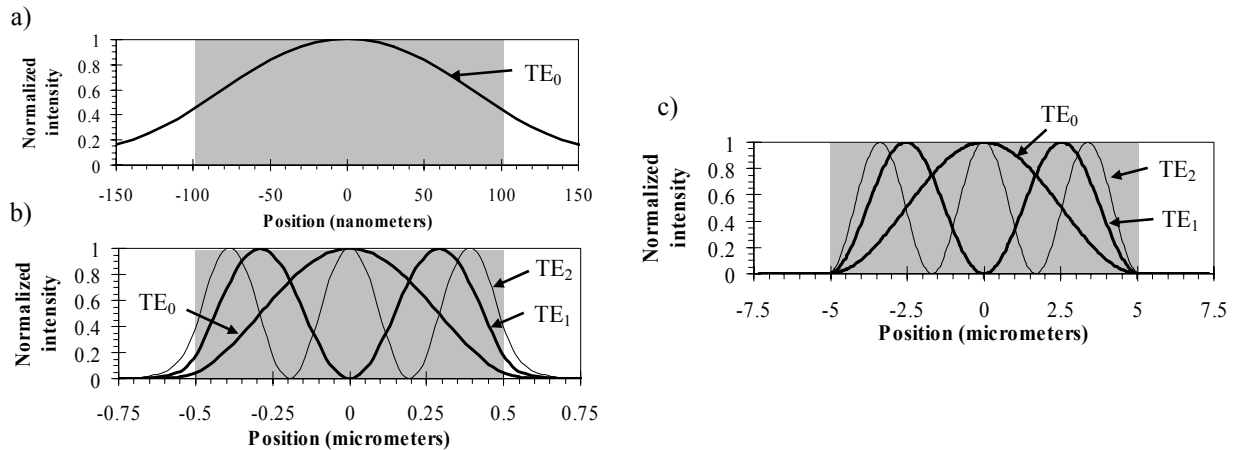 a)
Normalized
intensity
1
0.8
0.6
0.4
0.2
0
TE0
-150 -100 -50 0 50 100 150
Position (nanometers)
b)
Normalized
intensity
1
0.8
0.6
0.4
0.2
0
TE0
TE2
TE1
-0.75 -0.5 -0.25 0 0.25 0.5 0.75
Position (micrometers)
c)
Normalized
intensity
1
0.8
0.6
0.4
0.2
0
TE0
TE2
TE1
-7.5 -5 -2.5 0 2.5 5 7.5
Position (micrometers)